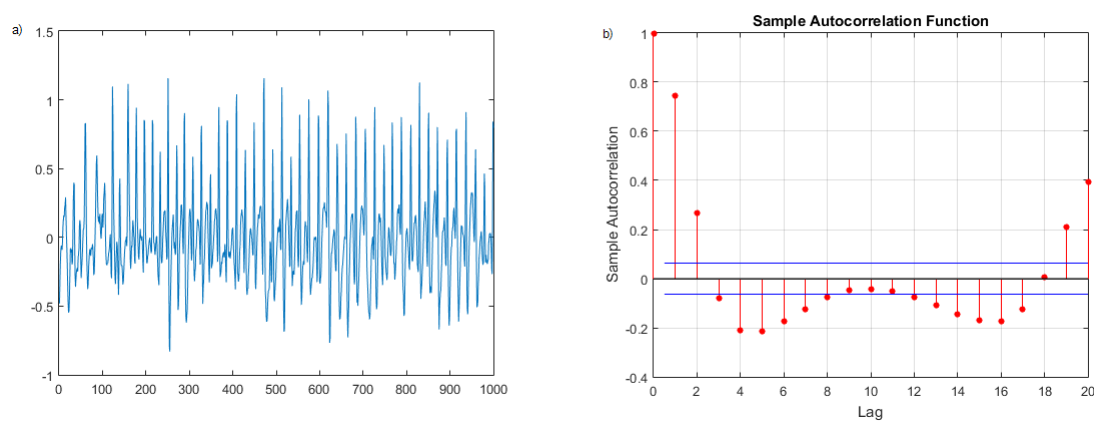 a)
1.5
1
0.5
0
-0.5
-1
0 100 200 300 400 500 600 700 800 900 1000
b)
Sample Autocorrelation Function
Sample Autocorrelation
1
0.8
0.6
0.4
0.2
0
-0.2
-0.4
0 2 4 6 8 10 12 14 16 18 20
Lag